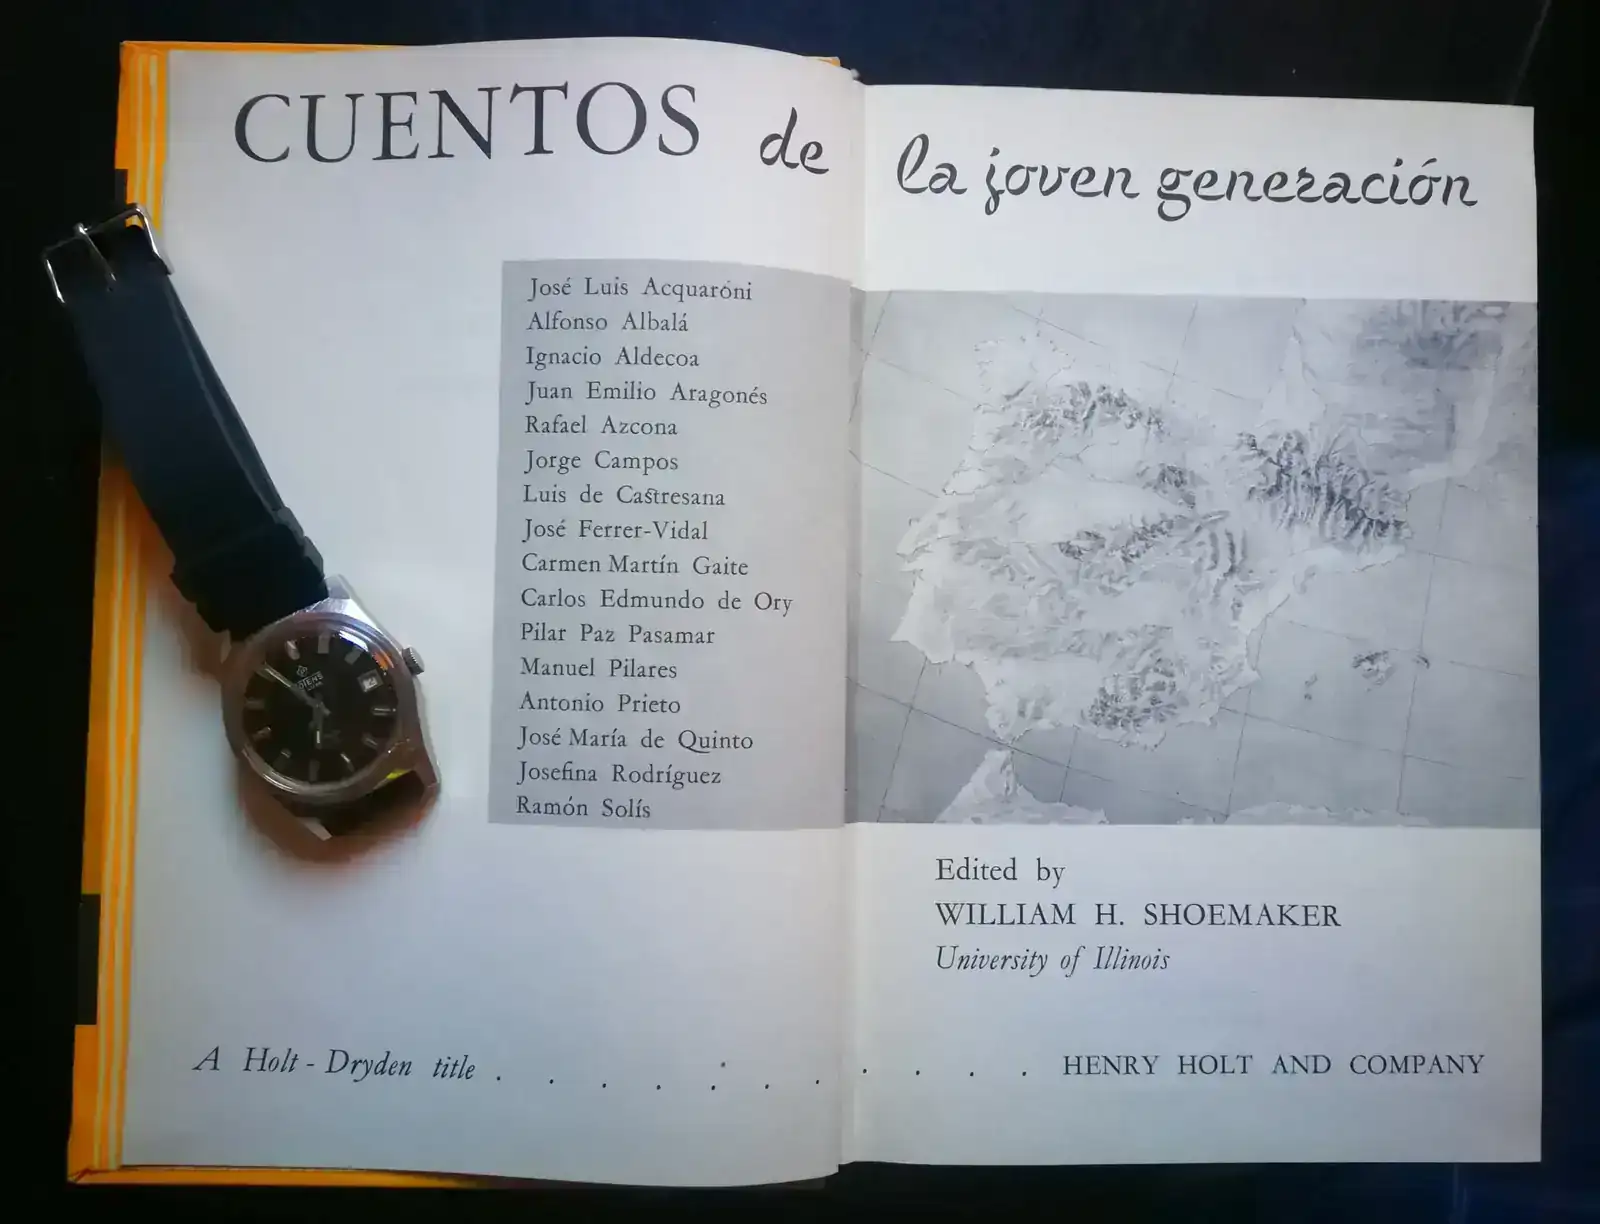 CUENTOS de la joven generación
José Luis Acquaróni
Alfonso Albalá
Ignacio Aldecoa
Juan Emilio Aragonés
Rafael Azcona
Jorge Campos
Luis de Castresana
José Ferrer-Vidal
Carmen Martín Gaite
Carlos Edmundo de Ory
Pilar Paz Pasamar
Manuel Pilares
Antonio Prieto
José María de Quinto
Josefina Rodríguez
Ramón Solís
Edited by
WILLIAM H. SHOEMAKER
University of Illinois
A Holt - Dryden title . . . . . . . . . . . HENRY HOLT AND COMPANY